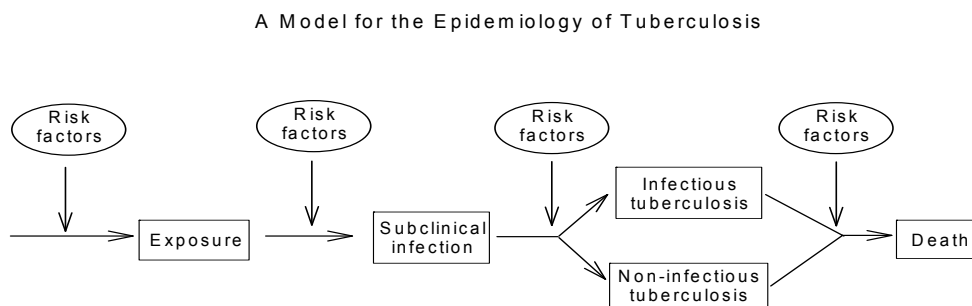 A Model for the Epidemiology of Tuberculosis
Risk
factors
Risk
factors
Risk
factors
Risk
factors
Exposure
Subclinical
infection
Infectious
tuberculosis
Non-infectious
tuberculosis
Death